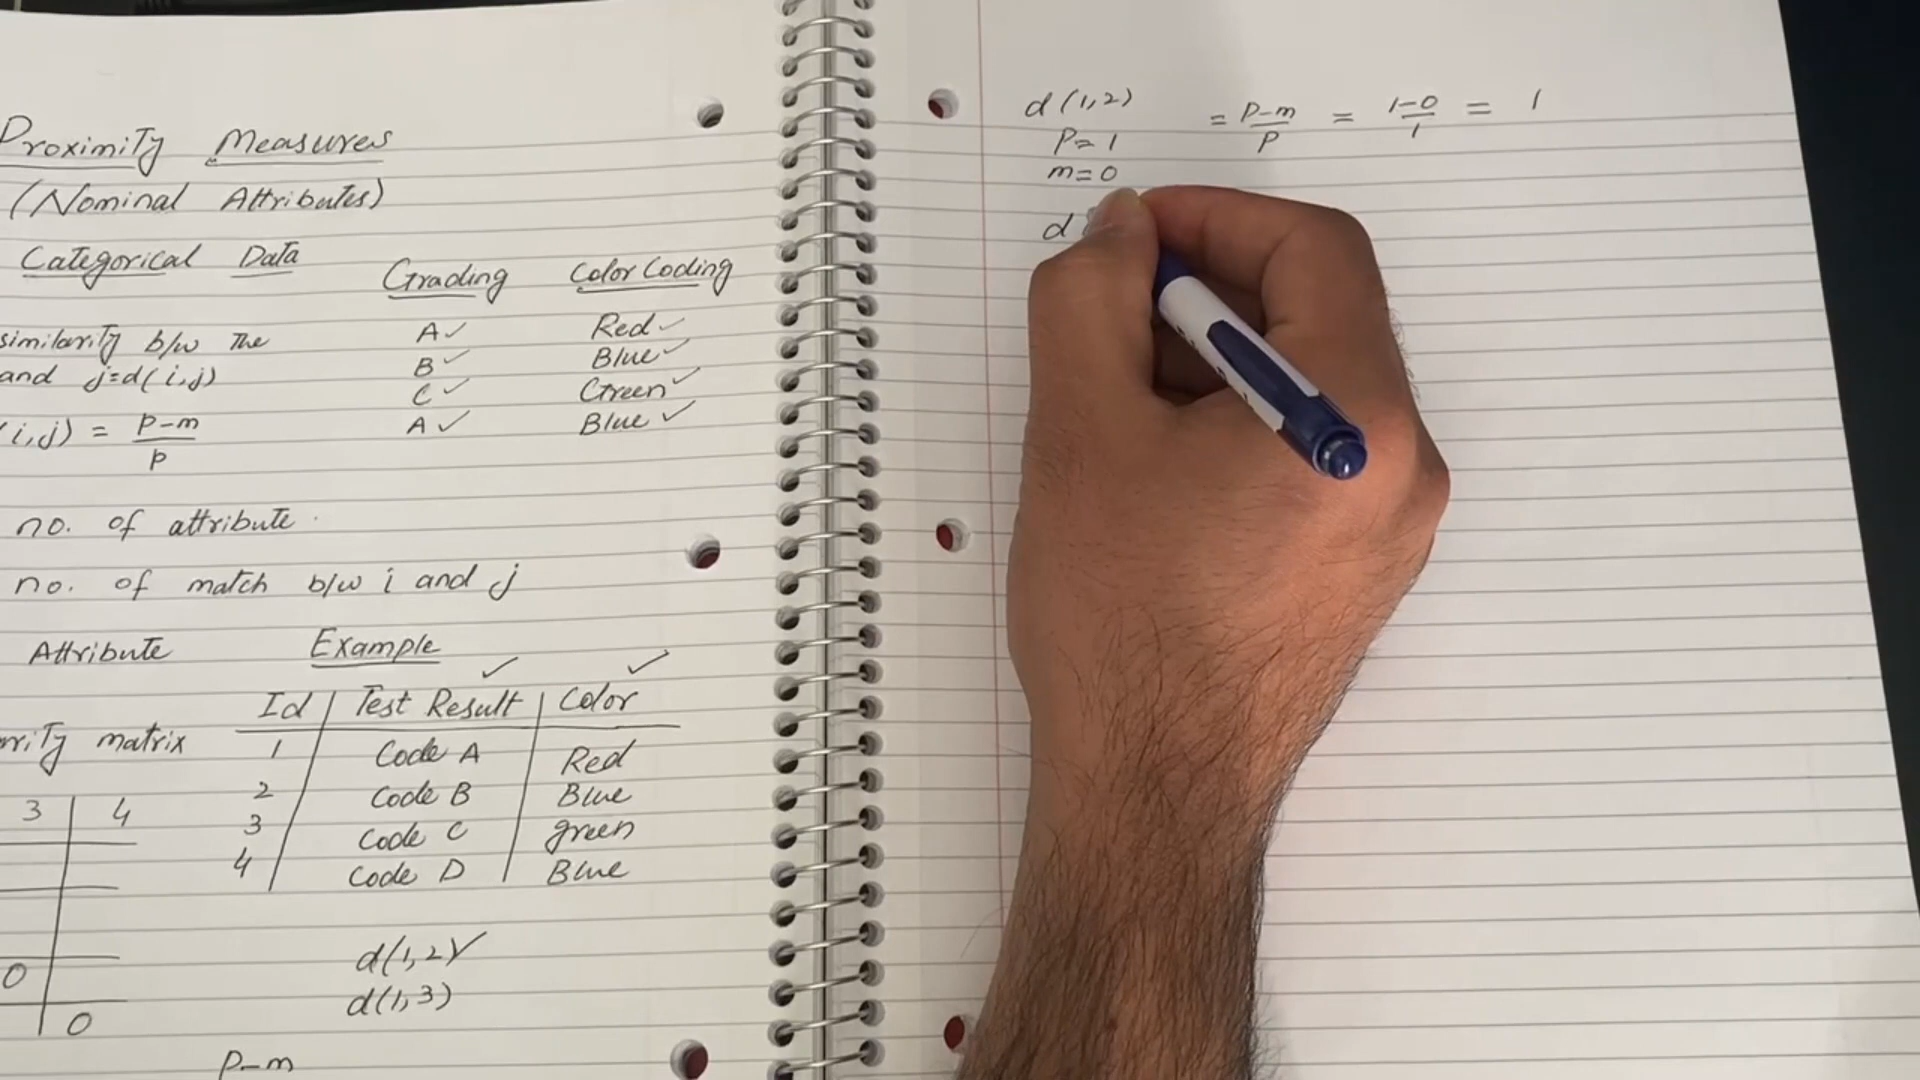 Proximity Measures
(Nominal Attributes)
Categorical Data
Grading Color Coding
similarity b/w the
and j=d(i,j)
i,j) = p-m
p
A✓ Red✓
B✓ Blue✓
C✓ Green✓
A✓ Blue✓
no. of attribute
no. of match b/w i and j
Attribute
Example
✓ ✓
Id Test Result Color
1 Code A Red
2 Code B Blue
3 Code C green
4 Code D Blue
matrix
3 4
0
0
d(1,2)✓
d(1,3)
p-m
d(1,2) = p-m = 1-0 = 1
p 1
P=1
m=0
d